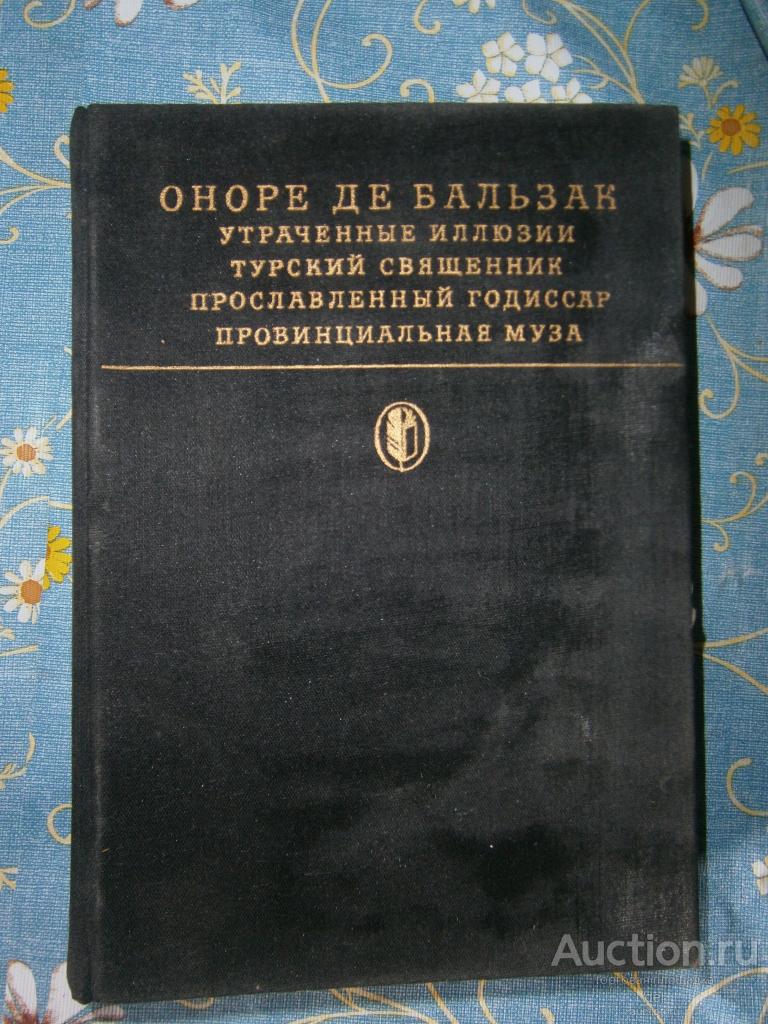 ОНОРЕ ДЕ БАЛЬЗАК
УТРАЧЕННЫЕ ИЛЛЮЗИИ
ТУРСКИЙ СВЯЩЕННИК
ПРОСЛАВЛЕННЫЙ ГОДИССАР
ПРОВИНЦИАЛЬНАЯ МУЗА
Auction.ru